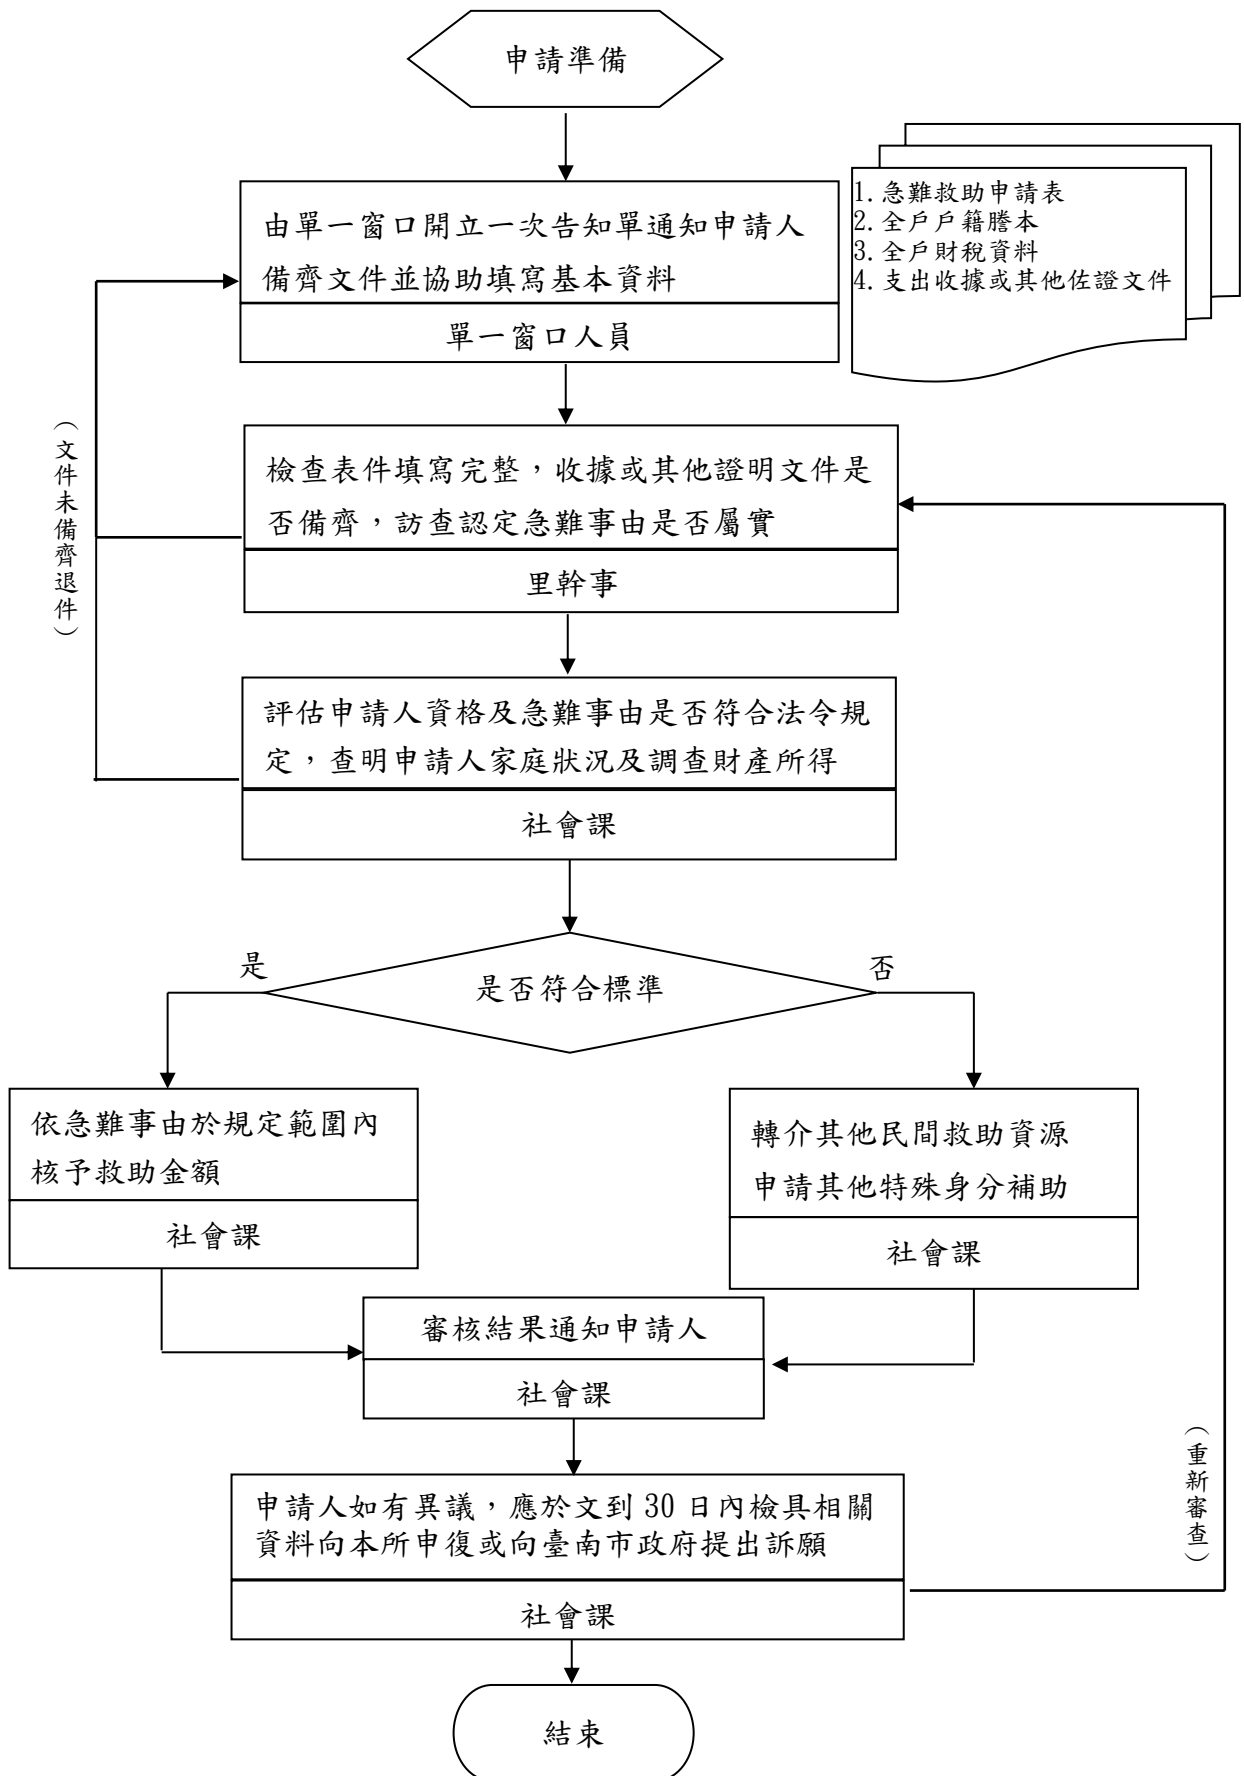 申請準備
由單一窗口開立一次告知單通知申請人
備齊文件並協助填寫基本資料
單一窗口人員
1.急難救助申請表
2.全戶戶籍謄本
3.全戶財稅資料
4.支出收據或其他佐證文件
檢查表件填寫完整，收據或其他證明文件是
否備齊，訪查認定急難事由是否屬實
里幹事
（文件未備齊退件）
評估申請人資格及急難事由是否符合法令規
定，查明申請人家庭狀況及調查財產所得
社會課
是否符合標準
是
否
依急難事由於規定範圍內
核予救助金額
社會課
轉介其他民間救助資源
申請其他特殊身分補助
社會課
審核結果通知申請人
社會課
申請人如有異議，應於文到 30 日內檢具相關
資料向本所申復或向臺南市政府提出訴願
社會課
（重新審查）
結束